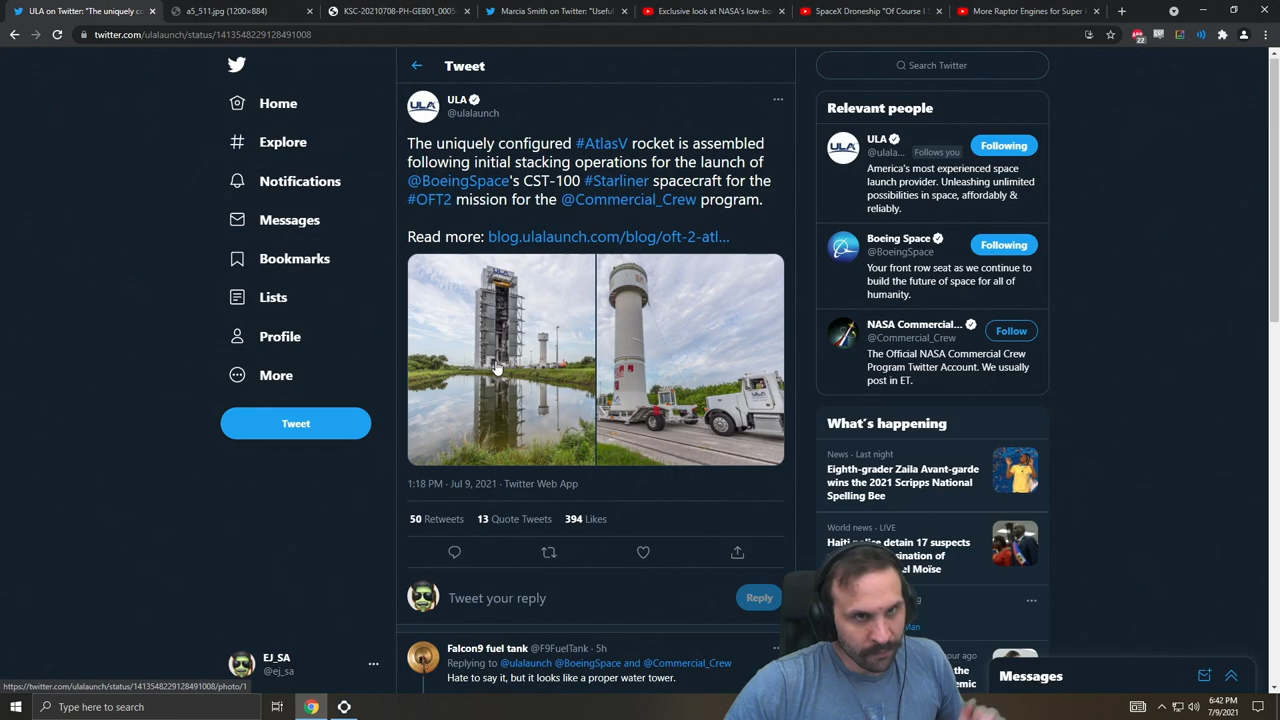 ULA on Twitter: "The uniquely co
a5_511.jpg (1200×884)
KSC-20210708-PH-GEB01_0005
Marcia Smith on Twitter: "Useful
Exclusive look at NASA's low-bo
SpaceX Droneship "Of Course I S
More Raptor Engines for Super H
twitter.com/ulalaunch/status/1413548229128491008
22
Home
Explore
Notifications
Messages
Bookmarks
Lists
Profile
More
Tweet
EJ_SA
@ej_sa
Tweet
ULA
@ulalaunch
The uniquely configured #AtlasV rocket is assembled
following initial stacking operations for the launch of
@BoeingSpace's CST-100 #Starliner spacecraft for the
#OFT2 mission for the @Commercial_Crew program.
Read more: blog.ulalaunch.com/blog/oft-2-atl...
ULA
1:18 PM · Jul 9, 2021 · Twitter Web App
50 Retweets 13 Quote Tweets 394 Likes
Tweet your reply
Reply
Falcon9 fuel tank @F9FuelTank · 5h
Replying to @ulalaunch @BoeingSpace and @Commercial_Crew
Hate to say it, but it looks like a proper water tower.
Search Twitter
Relevant people
ULA
@ulala... Follows you
Following
America's most experienced space
launch provider. Unleashing unlimited
possibilities in space, affordably &
reliably.
Boeing Space
@BoeingSpace
Following
Your front row seat as we continue to
build the future of space for all of
humanity.
NASA Commercial...
@Commercial_Crew
Follow
The Official NASA Commercial Crew
Program Twitter Account. We usually
post in ET.
What's happening
News · Last night
Eighth-grader Zaila Avant-garde
wins the 2021 Scripps National
Spelling Bee
World news · LIVE
Haiti police detain 17 suspects
Moïse
Man
Messages
https://twitter.com/ulalaunch/status/1413548229128491008/photo/1
Type here to search
6:42 PM
7/9/2021